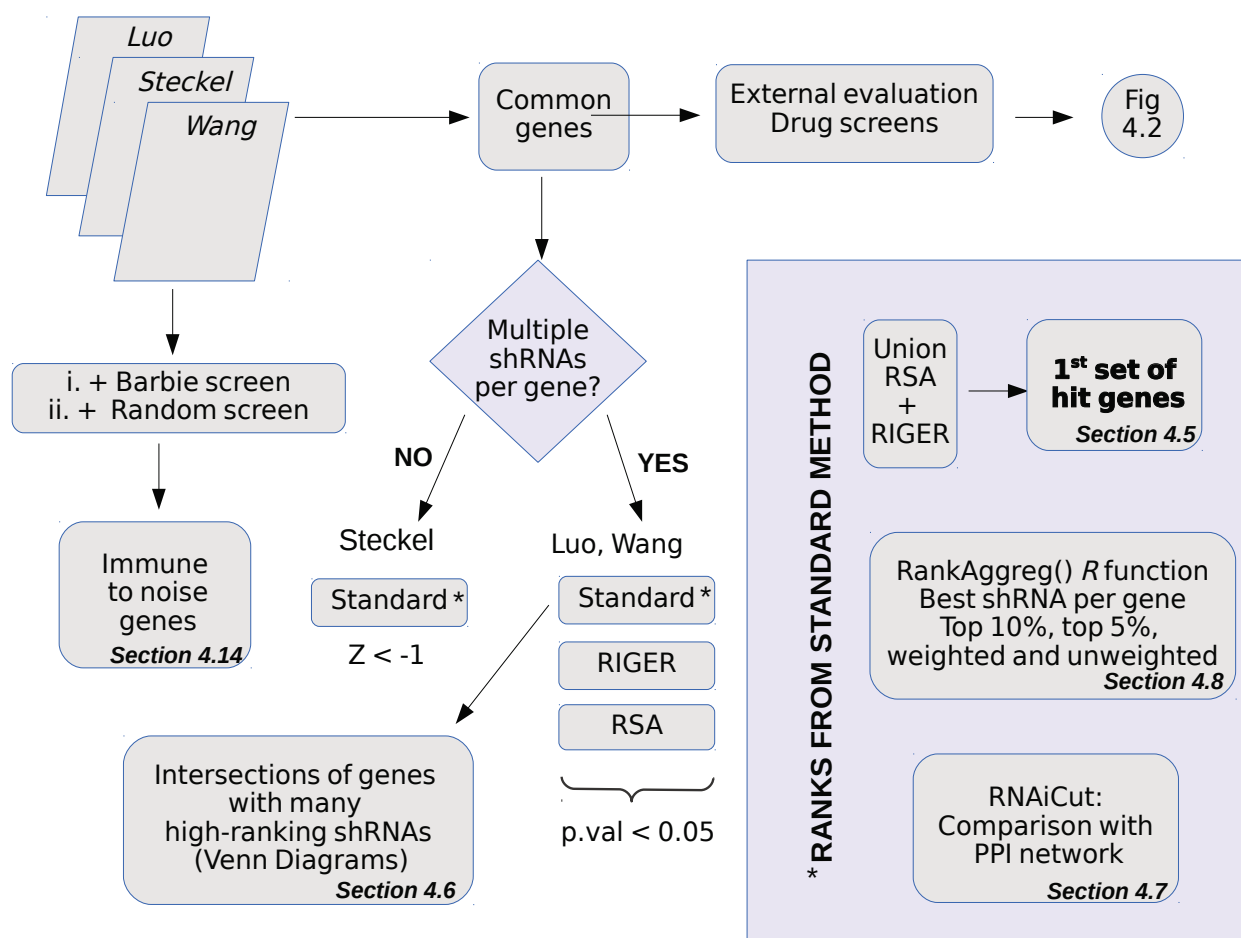 Luo
Steckel
Wang
Common
genes
External evaluation
Drug screens
Fig
4.2
i. + Barbie screen
ii. + Random screen
Immune
to noise
genes
Section 4.14
Multiple
shRNAs
per gene?
NO
YES
Steckel
Standard *
Z < -1
Luo, Wang
Standard *
RIGER
RSA
p.val < 0.05
Intersections of genes
with many
high-ranking shRNAs
(Venn Diagrams)
Section 4.6
* RANKS FROM STANDARD METHOD
Union
RSA
+
RIGER
1st set of
hit genes
Section 4.5
RankAggreg() R function
Best shRNA per gene
Top 10%, top 5%,
weighted and unweighted
Section 4.8
RNAiCut:
Comparison with
PPI network
Section 4.7